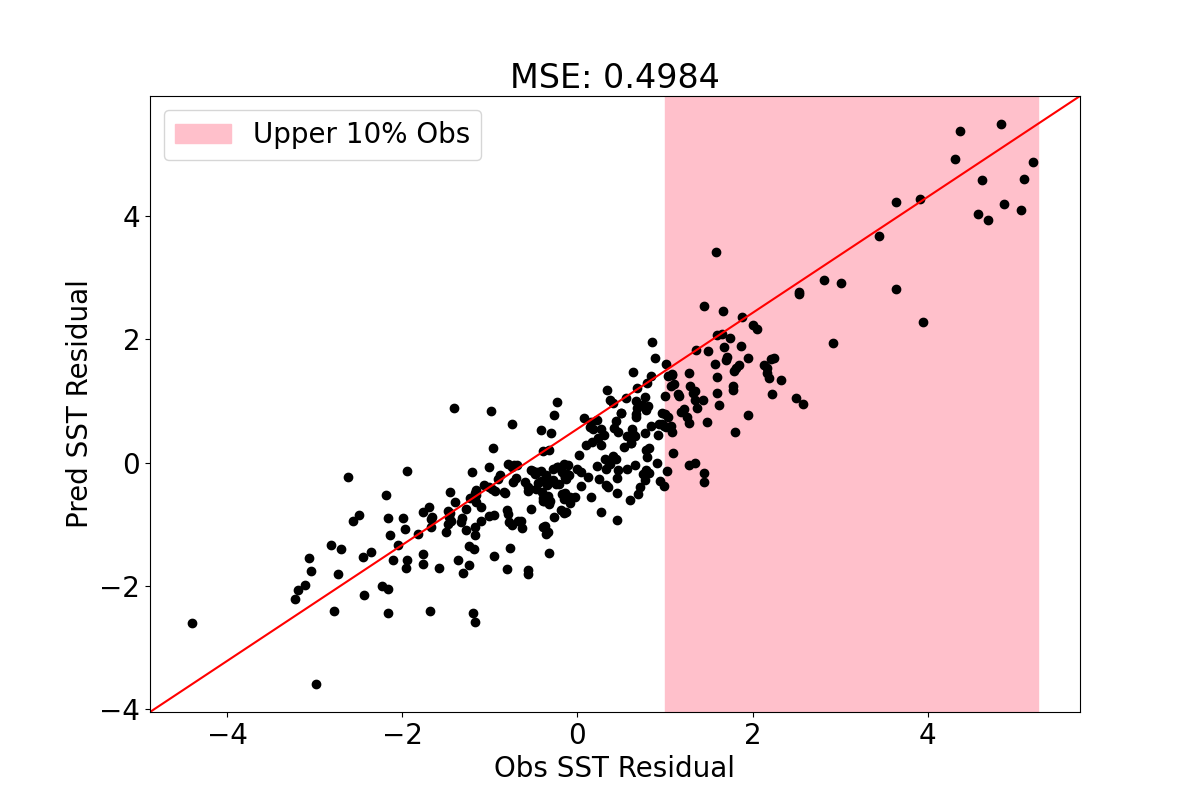 MSE: 0.4984
Upper 10% Obs
Pred SST Residual
4
2
0
−2
−4
−4 −2 0 2 4
Obs SST Residual